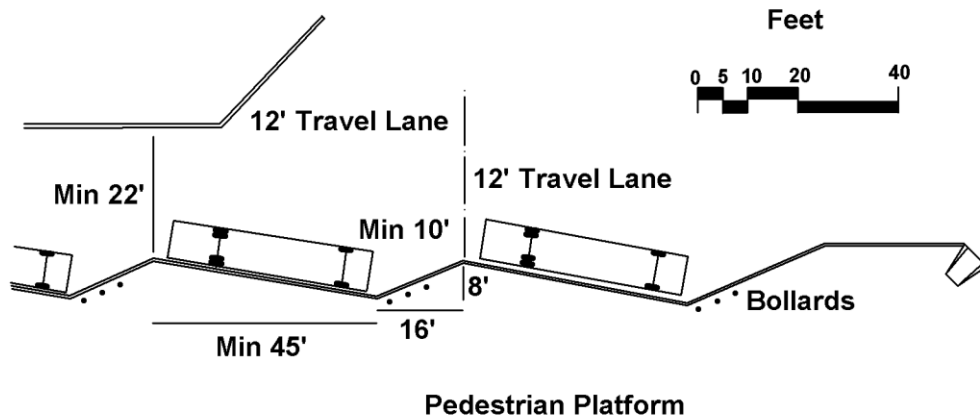 Feet
0 5 10 20 40
12' Travel Lane
12' Travel Lane
Min 22'
Min 10'
8'
Bollards
16'
Min 45'
Pedestrian Platform